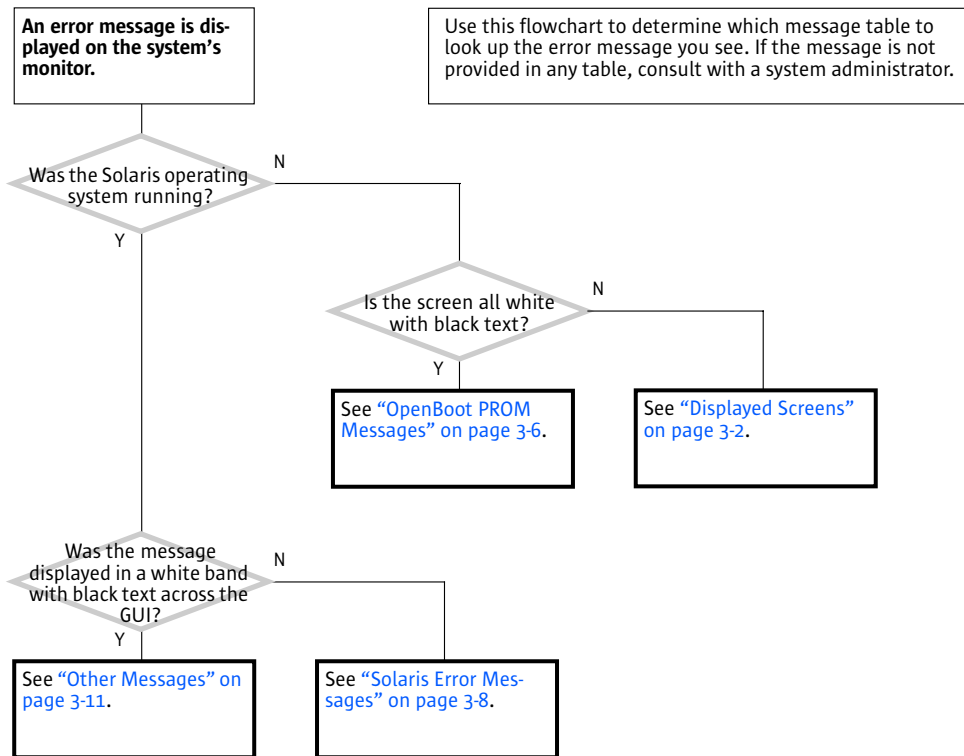 An error message is dis-
played on the system's
monitor.
Use this flowchart to determine which message table to
look up the error message you see. If the message is not
provided in any table, consult with a system administrator.
Was the Solaris operating
system running?
N
Y
Is the screen all white
with black text?
N
Y
See “OpenBoot PROM
Messages” on page 3-6.
See “Displayed Screens”
on page 3-2.
Was the message
displayed in a white band
with black text across the
GUI?
N
Y
See “Other Messages” on
page 3-11.
See “Solaris Error Mes-
sages” on page 3-8.